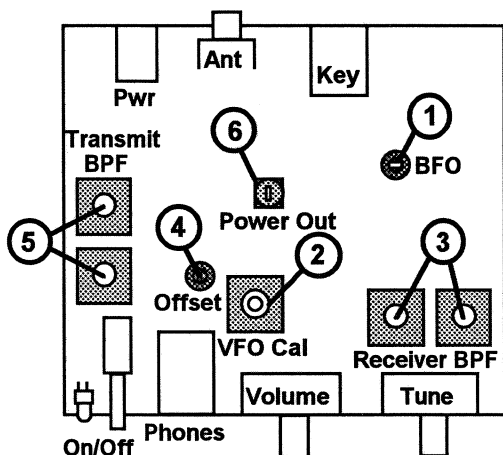 Ant
Key
Pwr
1
Transmit
BPF
6
BFO
Power Out
4
2
3
5
Offset
VFO Cal
Receiver BPF
Volume
Tune
Phones
On/Off